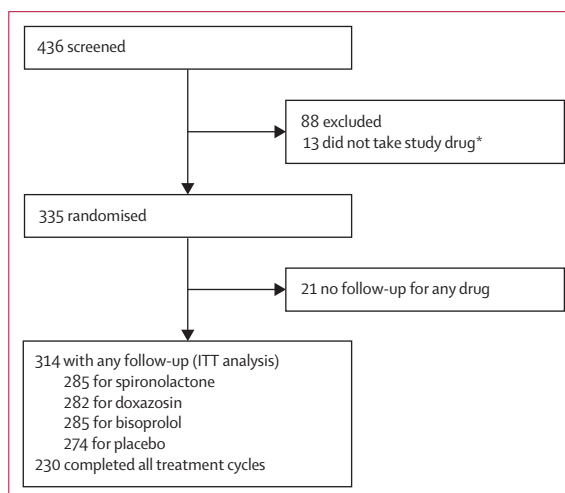 436 screened
88 excluded
13 did not take study drug*
335 randomised
21 no follow-up for any drug
314 with any follow-up (ITT analysis)
285 for spironolactone
282 for doxazosin
285 for bisoprolol
274 for placebo
230 completed all treatment cycles